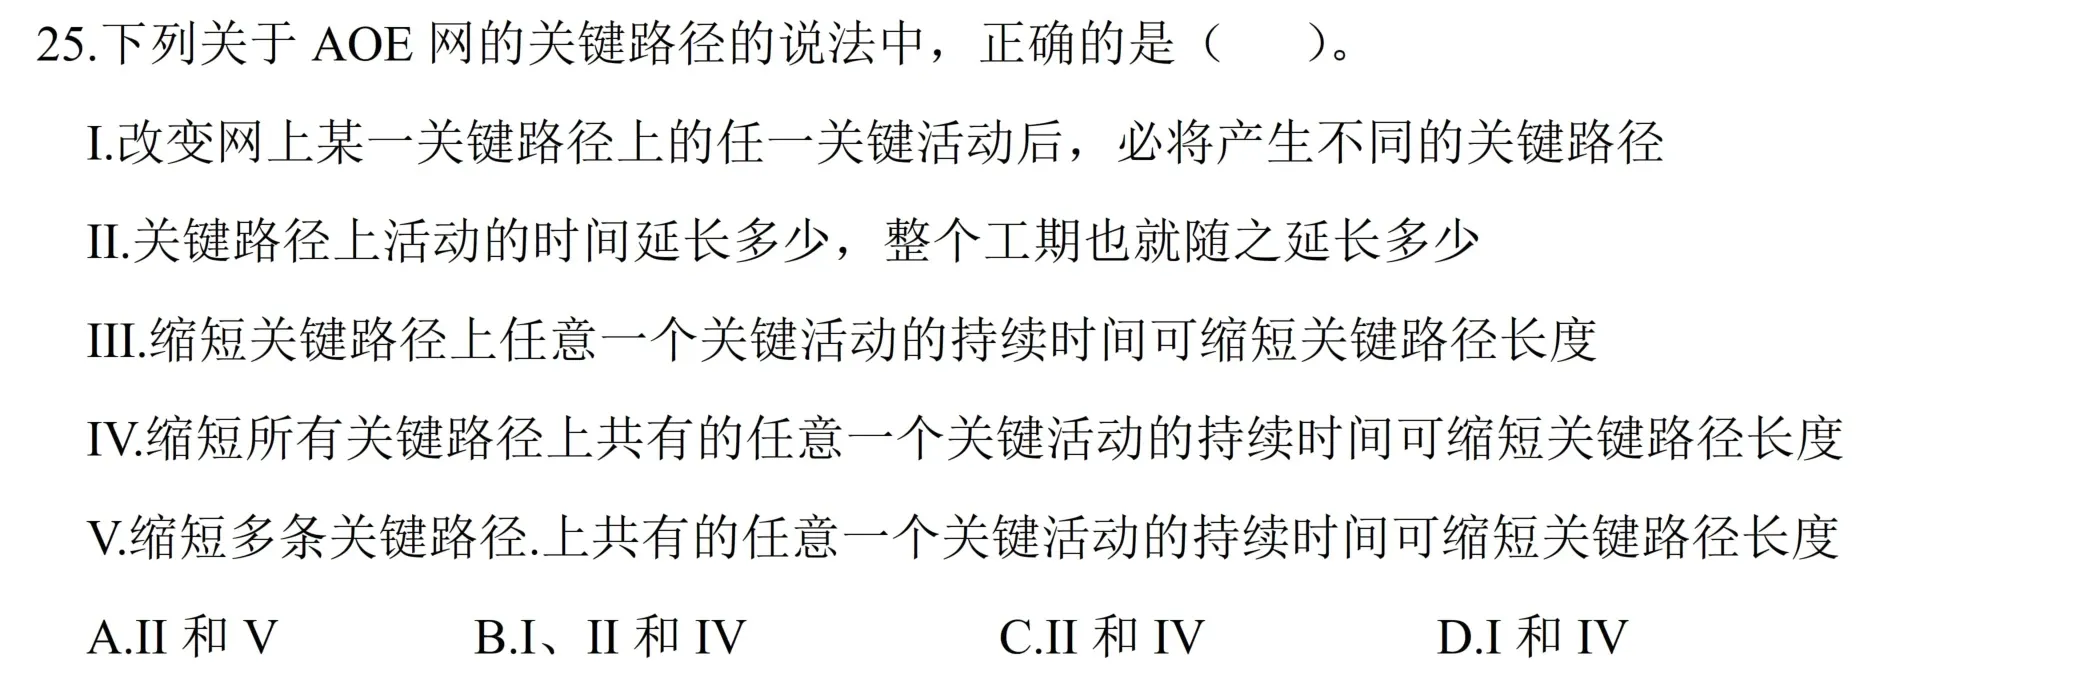 25.下列关于 AOE 网的关键路径的说法中，正确的是（　　）。
I.改变网上某一关键路径上的任一关键活动后，必将产生不同的关键路径
II.关键路径上活动的时间延长多少，整个工期也就随之延长多少
III.缩短关键路径上任意一个关键活动的持续时间可缩短关键路径长度
IV.缩短所有关键路径上共有的任意一个关键活动的持续时间可缩短关键路径长度
V.缩短多条关键路径.上共有的任意一个关键活动的持续时间可缩短关键路径长度
A.II 和 V　　B.I、II 和 IV　　C.II 和 IV　　D.I 和 IV